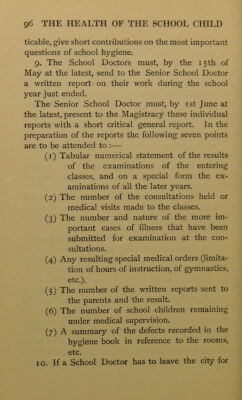 96 THE HEALTH OF THE SCHOOL CHILD
ticable, give short contributions on the most important
questions of school hygiene.
9. The School Doctors must, by the 15th of
May at the latest, send to the Senior School Doctor
a written report· on their work during the school
year just ended.
The Senior School Doctor must, by 1st June at
the latest, present to the Magistracy these individual
reports with a short critical general report. In the
preparation of the reports the following seven points
are to be attended to :—
(1) Tabular numerical statement of the results
of the examinations of the entering
classes, and on a special form the ex-
aminations of all the later years.
(2) The number of the consultations held or
medical visits made to the classes.
(3) The number and nature of the more im-
portant cases of illness that have been
submitted for examination at the con-
sultations.
(4) Any resulting special medical orders (limita-
tion of hours of instruction, of gymnastics,
etc.).
(5) The number of the written reports sent to
the parents and the result.
(6) The number of school children remaining
under medical supervision.
(7) A summary of the defects recorded in the
hygiene book in reference to the rooms,
etc.
10. If a School Doctor has to leave the city for